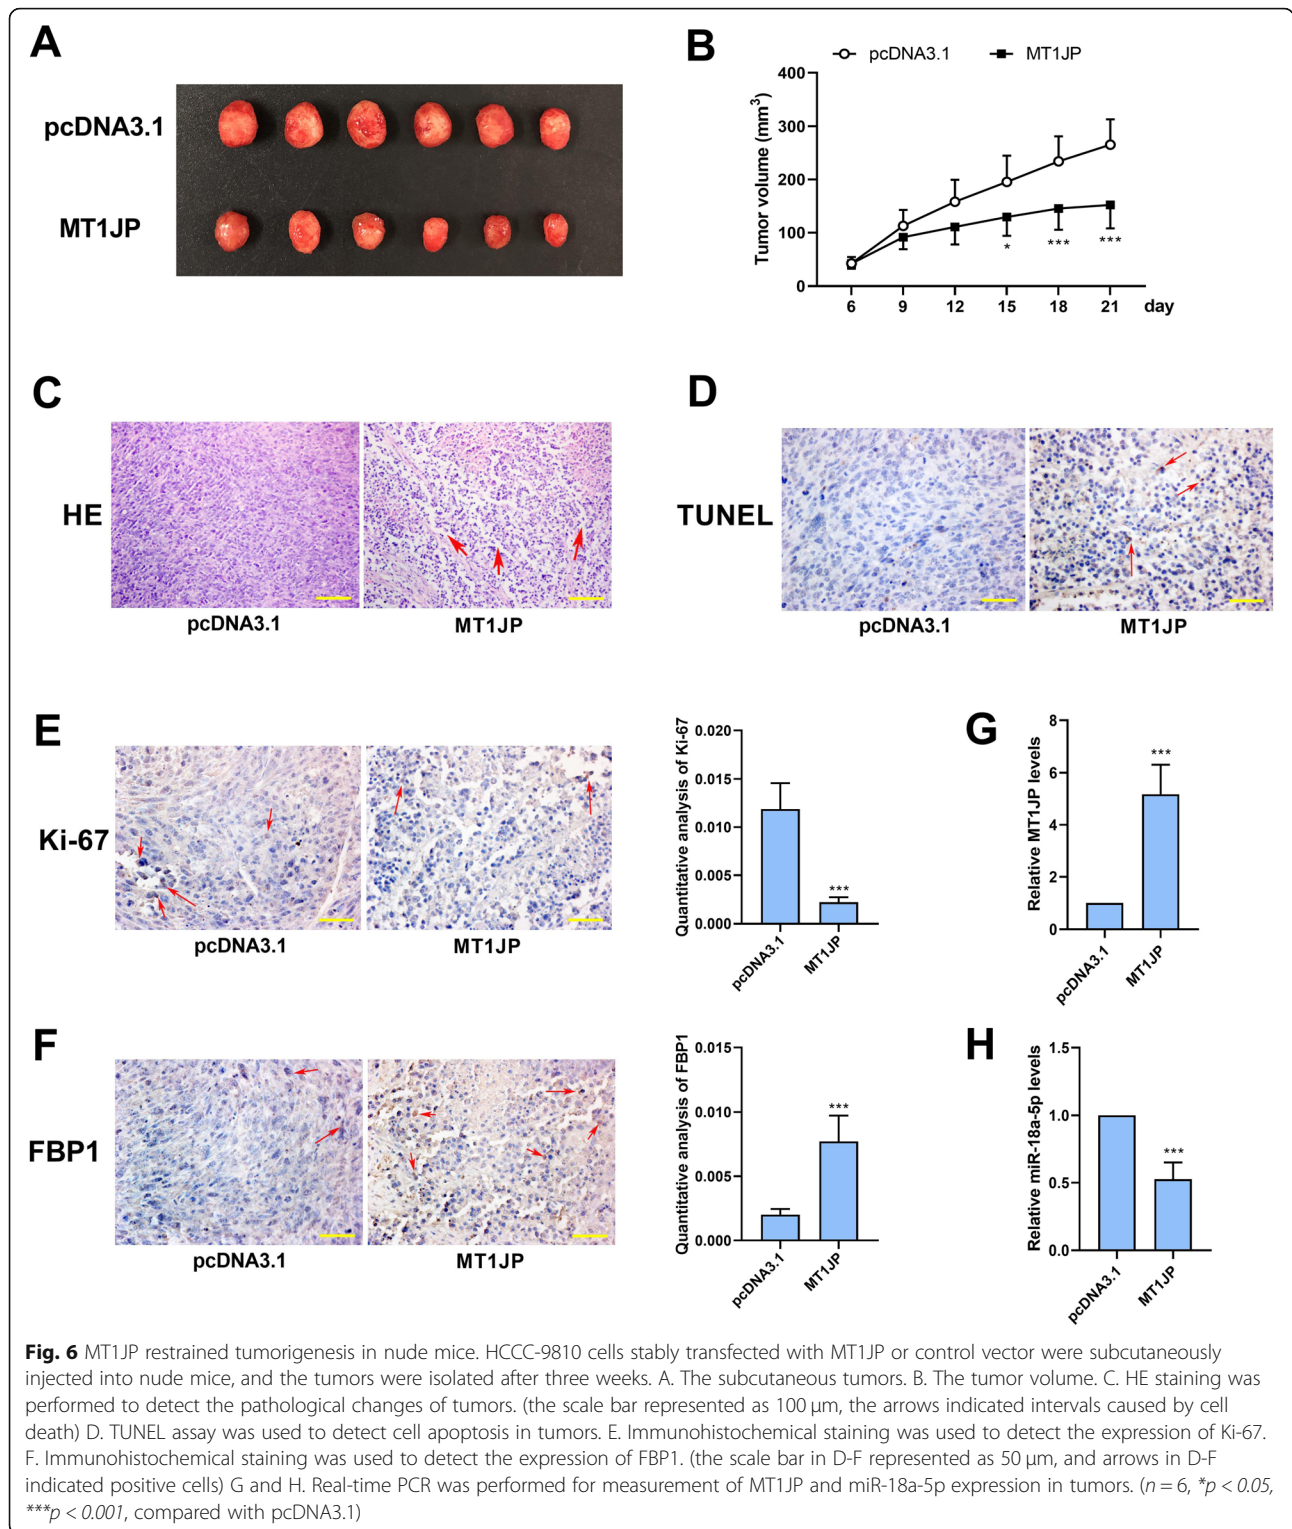 A
pcDNA3.1
MT1JP
B
pcDNA3.1
MT1JP
Tumor volume (mm³)
400
300
200
100
0
*
***
***
6
9
12
15
18
21
day
C
HE
pcDNA3.1
MT1JP
D
TUNEL
pcDNA3.1
MT1JP
E
Ki-67
pcDNA3.1
MT1JP
Quantitative analysis of Ki-67
0.020
0.015
0.010
0.005
0.000
***
pcDNA3.1
MT1JP
G
Relative MT1JP levels
8
6
4
2
0
***
pcDNA3.1
MT1JP
F
FBP1
pcDNA3.1
MT1JP
Quantitative analysis of FBP1
0.015
0.010
0.005
0.000
***
pcDNA3.1
MT1JP
H
Relative miR-18a-5p levels
1.5
1.0
0.5
0.0
***
pcDNA3.1
MT1JP
Fig. 6 MT1JP restrained tumorigenesis in nude mice. HCCC-9810 cells stably transfected with MT1JP or control vector were subcutaneously
injected into nude mice, and the tumors were isolated after three weeks. A. The subcutaneous tumors. B. The tumor volume. C. HE staining was
performed to detect the pathological changes of tumors. (the scale bar represented as 100 μm, the arrows indicated intervals caused by cell
death) D. TUNEL assay was used to detect cell apoptosis in tumors. E. Immunohistochemical staining was used to detect the expression of Ki-67.
F. Immunohistochemical staining was used to detect the expression of FBP1. (the scale bar in D-F represented as 50 μm, and arrows in D-F
indicated positive cells) G and H. Real-time PCR was performed for measurement of MT1JP and miR-18a-5p expression in tumors. (n = 6, *p < 0.05,
***p < 0.001, compared with pcDNA3.1)